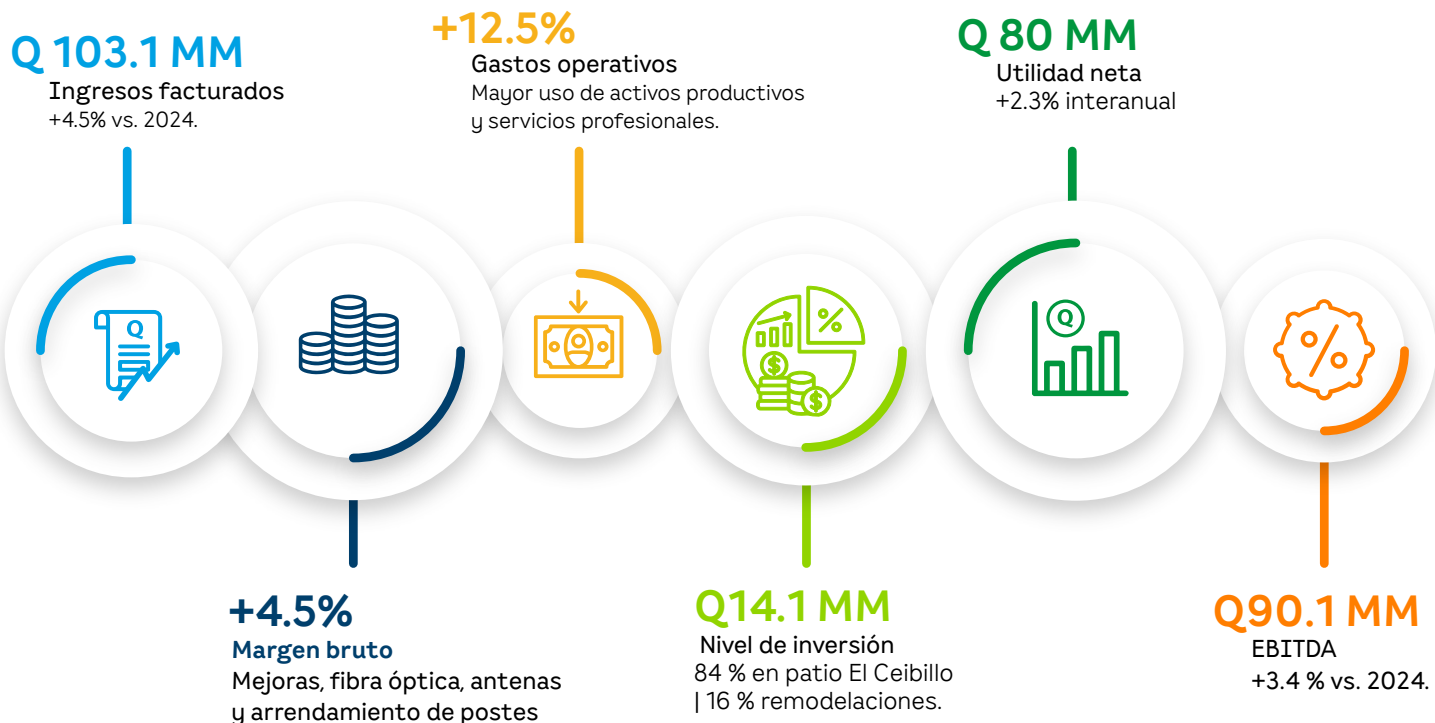 Q 103.1 MM
Ingresos facturados
+4.5% vs. 2024.
+12.5%
Gastos operativos
Mayor uso de activos productivos
y servicios profesionales.
Q 80 MM
Utilidad neta
+2.3% interanual
Q
%
%
$
$
Q
+4.5%
Margen bruto
Mejoras, fibra óptica, antenas
y arrendamiento de postes
Q14.1 MM
Nivel de inversión
84 % en patio El Ceibillo
| 16 % remodelaciones.
Q90.1 MM
EBITDA
+3.4 % vs. 2024.